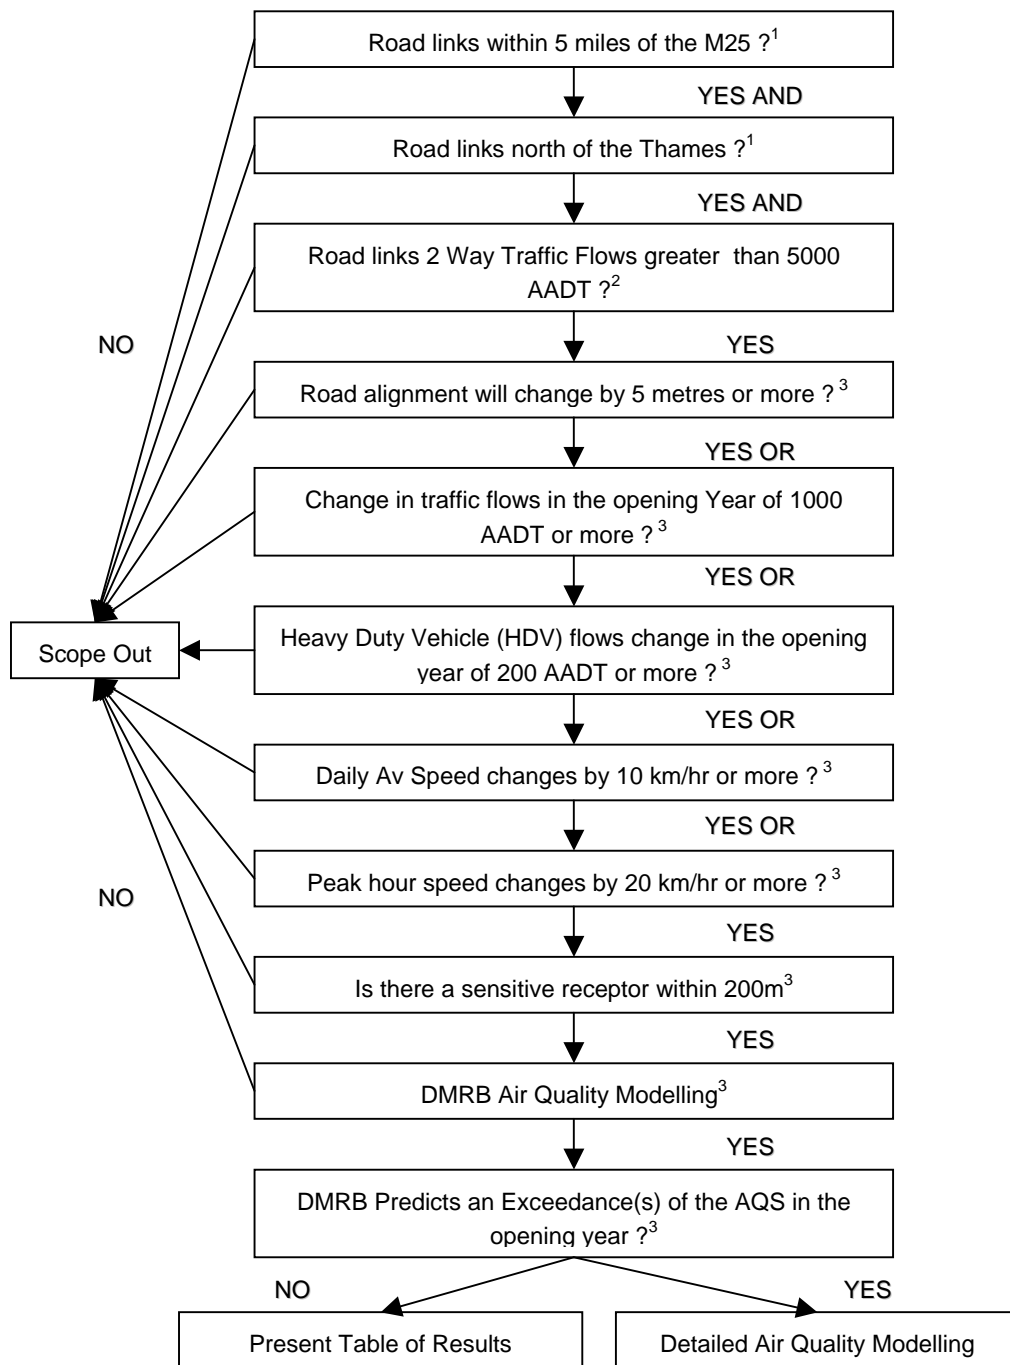 Road links within 5 miles of the M25 ?1
YES AND
Road links north of the Thames ?1
YES AND
Road links 2 Way Traffic Flows greater than 5000
AADT ?2
NO
YES
Road alignment will change by 5 metres or more ? 3
YES OR
Change in traffic flows in the opening Year of 1000
AADT or more ? 3
YES OR
Scope Out
Heavy Duty Vehicle (HDV) flows change in the opening
year of 200 AADT or more ? 3
YES OR
Daily Av Speed changes by 10 km/hr or more ? 3
YES OR
Peak hour speed changes by 20 km/hr or more ? 3
NO
YES
Is there a sensitive receptor within 200m3
YES
DMRB Air Quality Modelling3
YES
DMRB Predicts an Exceedance(s) of the AQS in the
opening year ?3
NO
YES
Present Table of Results
Detailed Air Quality Modelling